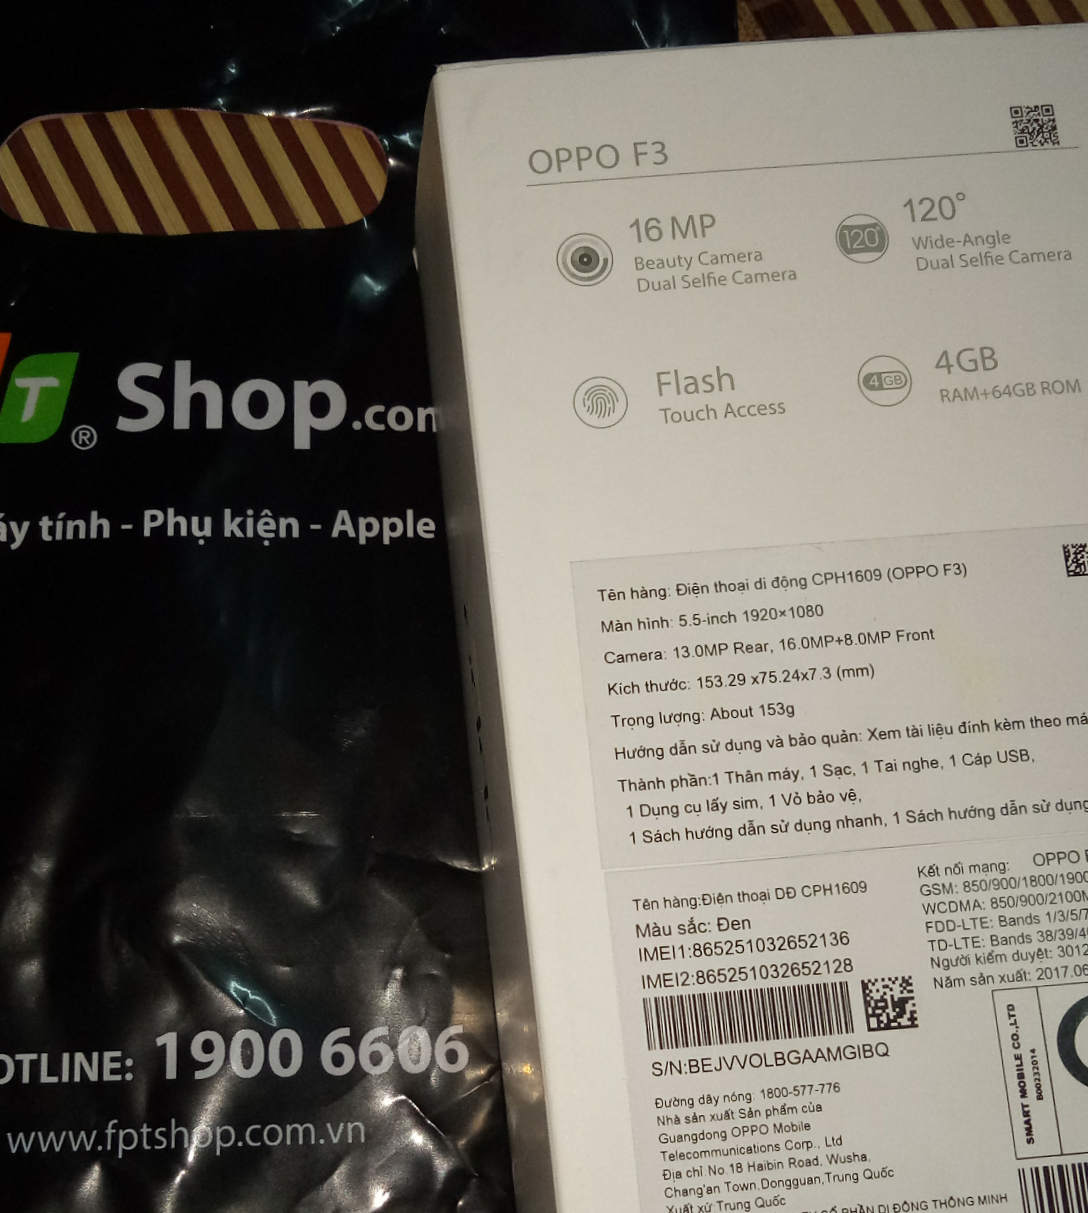 T® Shop.com
áy tính - Phụ kiện - Apple
HOTLINE: 1900 6606
www.fptshop.com.vn
OPPO F3
16 MP
Beauty Camera
Dual Selfie Camera
120
120°
Wide-Angle
Dual Selfie Camera
Flash
Touch Access
4 GB
4GB
RAM+64GB ROM
Tên hàng: Điện thoại di động CPH1609 (OPPO F3)
Màn hình: 5.5-inch 1920×1080
Camera: 13.0MP Rear, 16.0MP+8.0MP Front
Kích thước: 153.29 x75.24x7.3 (mm)
Trọng lượng: About 153g
Hướng dẫn sử dụng và bảo quản: Xem tài liệu đính kèm theo má
Thành phần:1 Thân máy, 1 Sạc, 1 Tai nghe, 1 Cáp USB,
1 Dụng cụ lấy sim, 1 Vỏ bảo vệ,
1 Sách hướng dẫn sử dụng nhanh, 1 Sách hướng dẫn sử dụng
Tên hàng:Điện thoại DĐ CPH1609
Màu sắc: Đen
IMEI1:865251032652136
IMEI2:865251032652128
S/N:BEJVVOLBGAAMGIBQ
Đường dây nóng: 1800-577-776
Nhà sản xuất Sản phẩm của
Guangdong OPPO Mobile
Telecommunications Corp., Ltd
Địa chỉ No.18 Haibin Road, Wusha,
Chang'an Town,Dongguan,Trung Quốc
Xuất xứ Trung Quốc
Kết nối mạng: OPPO
GSM: 850/900/1800/1900
WCDMA: 850/900/2100M
FDD-LTE: Bands 1/3/5/7
TD-LTE: Bands 38/39/4
Người kiểm duyệt: 3012
Năm sản xuất: 2017.06
SMART MOBILE CO.,LTD
B00232014
PHẦN DI ĐỘNG THÔNG MINH